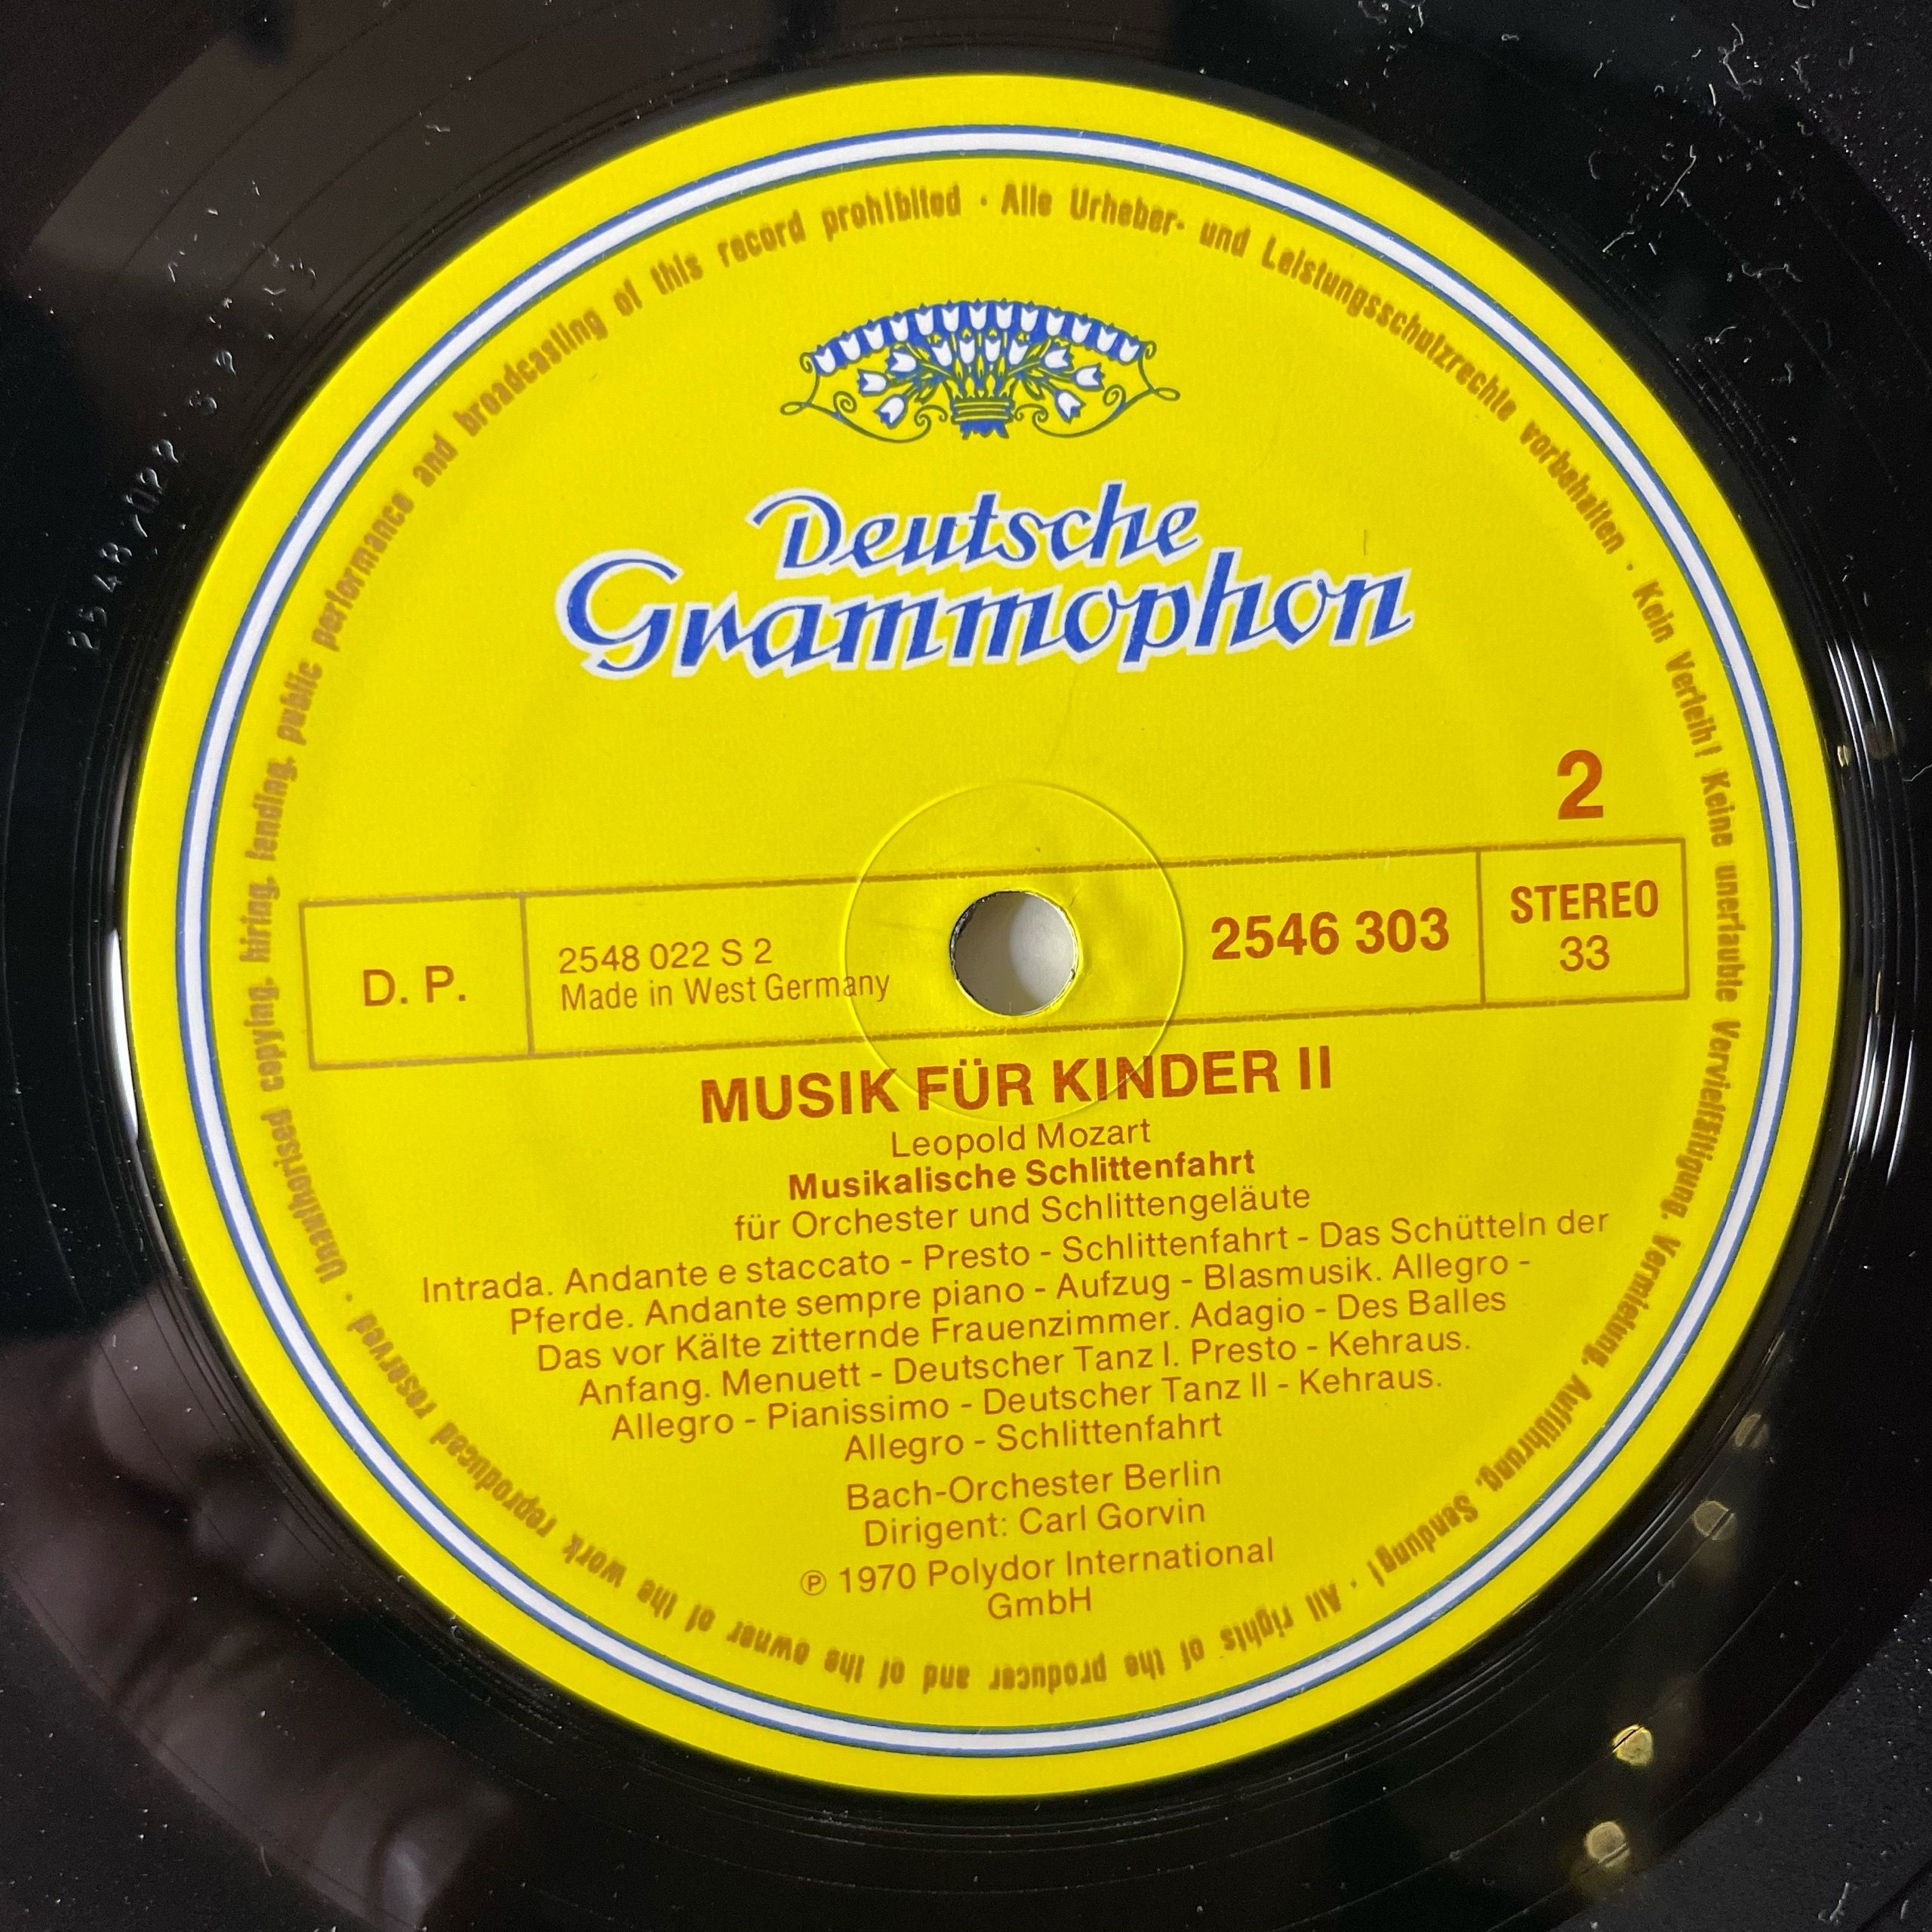 Deutsche
Grammophon
2
D. P.
2548 022 S 2
Made in West Germany
2546 303
STEREO
33
MUSIK FÜR KINDER II
Leopold Mozart
Musikalische Schlittenfahrt
für Orchester und Schlittengeläute
Intrada. Andante e staccato - Presto - Schlittenfahrt - Das Schütteln der
Pferde. Andante sempre piano - Aufzug - Blasmusik. Allegro -
Das vor Kälte zitternde Frauenzimmer. Adagio - Des Balles
Anfang. Menuett - Deutscher Tanz I. Presto - Kehraus.
Allegro - Pianissimo - Deutscher Tanz II - Kehraus.
Allegro - Schlittenfahrt
Bach-Orchester Berlin
Dirigent: Carl Gorvin
℗ 1970 Polydor International
GmbH
Alle Urheber- und Leistungsschutzrechte vorbehalten · Kein Verleih! Keine unerlaubte Vervielfältigung, Vermietung, Aufführung, Sendung! · All rights of the producer and of the owner of the work reproduced reserved · Unauthorised copying, hiring, lending, public performance and broadcasting of this record prohibited ·